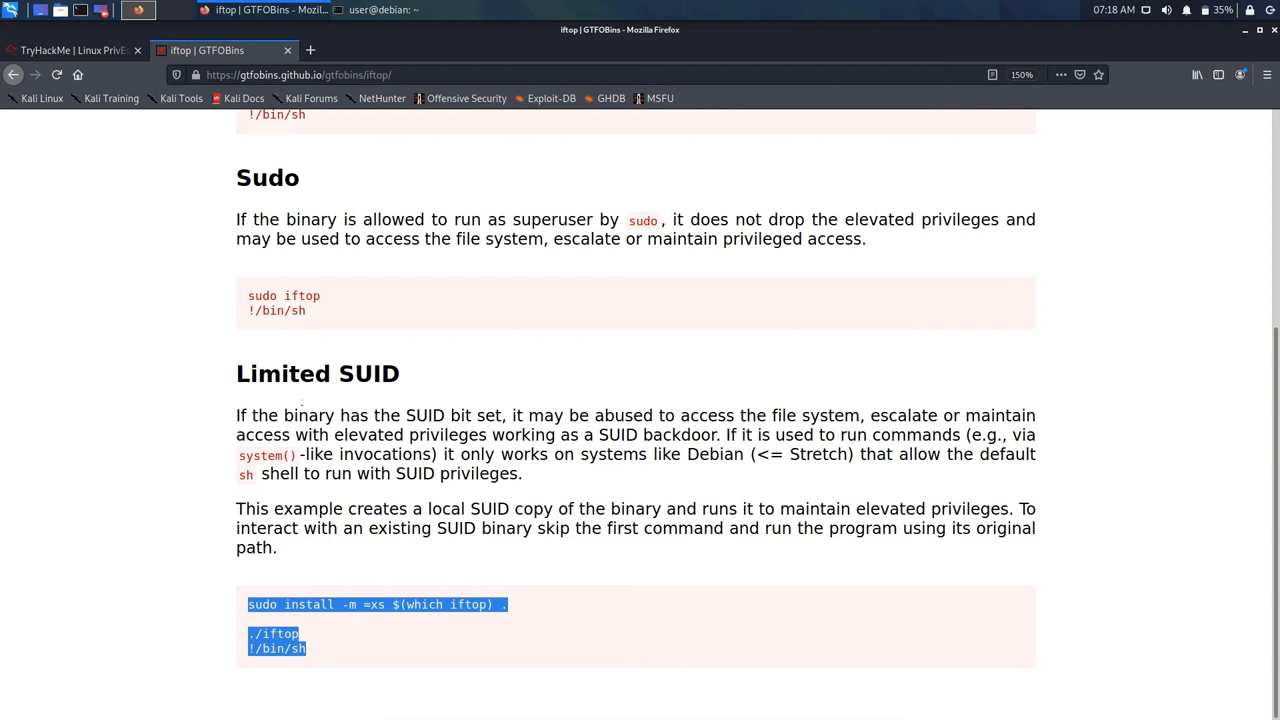 iftop | GTFOBins - Mozil...
user@debian: ~
07:18 AM
35%
iftop | GTFOBins - Mozilla Firefox
TryHackMe | Linux PrivEs
iftop | GTFOBins
https://gtfobins.github.io/gtfobins/iftop/
150%
Kali Linux
Kali Training
Kali Tools
Kali Docs
Kali Forums
NetHunter
Offensive Security
Exploit-DB
GHDB
MSFU
!/bin/sh
Sudo
If the binary is allowed to run as superuser by sudo, it does not drop the elevated privileges and
may be used to access the file system, escalate or maintain privileged access.
sudo iftop
!/bin/sh
Limited SUID
If the binary has the SUID bit set, it may be abused to access the file system, escalate or maintain
access with elevated privileges working as a SUID backdoor. If it is used to run commands (e.g., via
system()-like invocations) it only works on systems like Debian (<= Stretch) that allow the default
sh shell to run with SUID privileges.
This example creates a local SUID copy of the binary and runs it to maintain elevated privileges. To
interact with an existing SUID binary skip the first command and run the program using its original
path.
sudo install -m =xs $(which iftop) .
./iftop
!/bin/sh